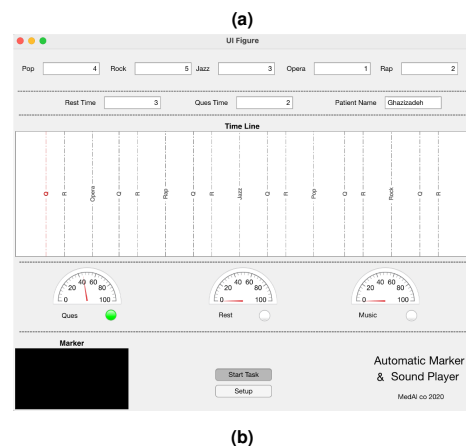 (a)
UI Figure
Pop 4 Rock 5 Jazz 3 Opera 1 Rap 2
Rest Time 3 Ques Time 2 Patient Name Ghazizadeh
Time Line
Q R Opera Q R Rap Q R Jazz Q R Pop Q R Rock Q R
0 20 40 60 80 100
0 20 40 60 80 100
0 20 40 60 80 100
Ques Rest Music
Marker
Start Task
Setup
Automatic Marker
& Sound Player
MedAI co 2020
(b)